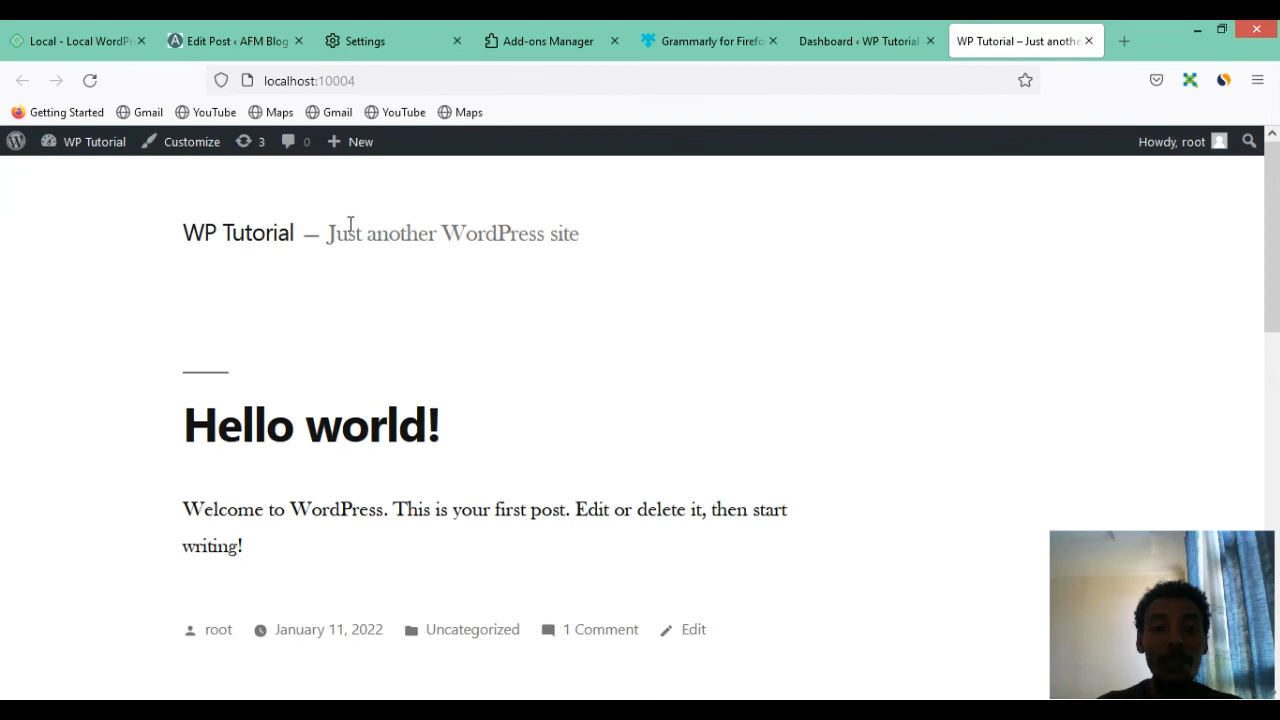 Local - Local WordPr
Edit Post ‹ AFM Blog
Settings
Add-ons Manager
Grammarly for Firefo
Dashboard ‹ WP Tutorial
WP Tutorial – Just anothe
localhost:10004
Getting Started
Gmail
YouTube
Maps
Gmail
YouTube
Maps
WP Tutorial
Customize
3
0
New
Howdy, root
WP Tutorial — Just another WordPress site
Hello world!
Welcome to WordPress. This is your first post. Edit or delete it, then start
writing!
root
January 11, 2022
Uncategorized
1 Comment
Edit